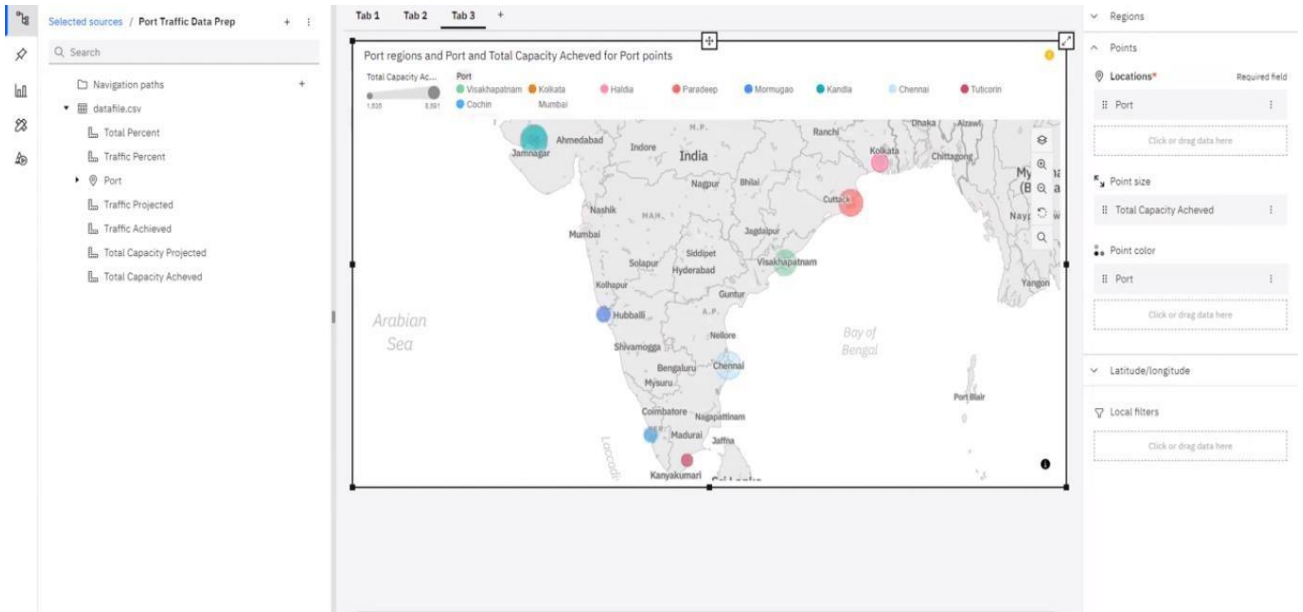 Selected sources / Port Traffic Data Prep
Search
Navigation paths
datafile.csv
Total Percent
Traffic Percent
Port
Traffic Projected
Traffic Achieved
Total Capacity Projected
Total Capacity Acheved
Tab 1 Tab 2 Tab 3 +
Port regions and Port and Total Capacity Acheved for Port points
Total Capacity Ac...
Port
Visakhapatnam Kolkata Haldia Paradeep Mormugao Kandla Chennai Tuticorin
Cochin Mumbai
M.P.
Ranchi
Dhaka
Aizawl
Ahmedabad
Indore
India
Kolkata
Chittagong
Jamnagar
Nagpur
Bhilai
Cuttack
Nashik
MAH.
Mumbai
Jagdalpur
Siddipet
Solapur
Hyderabad
Visakhapatnam
Kolhapur
Guntur
Yangon
Arabian
Sea
Hubballi
A.P.
Nellore
Bay of
Bengal
Shivamogga
Bengaluru
Chennai
Mysuru
Port Blair
Coimbatore
Nagapattinam
Madurai
Jaffna
Kanyakumari
Regions
Points
Locations* Required field
Port
Click or drag data here
Point size
Total Capacity Acheved
Point color
Port
Click or drag data here
Latitude/longitude
Local filters
Click or drag data here